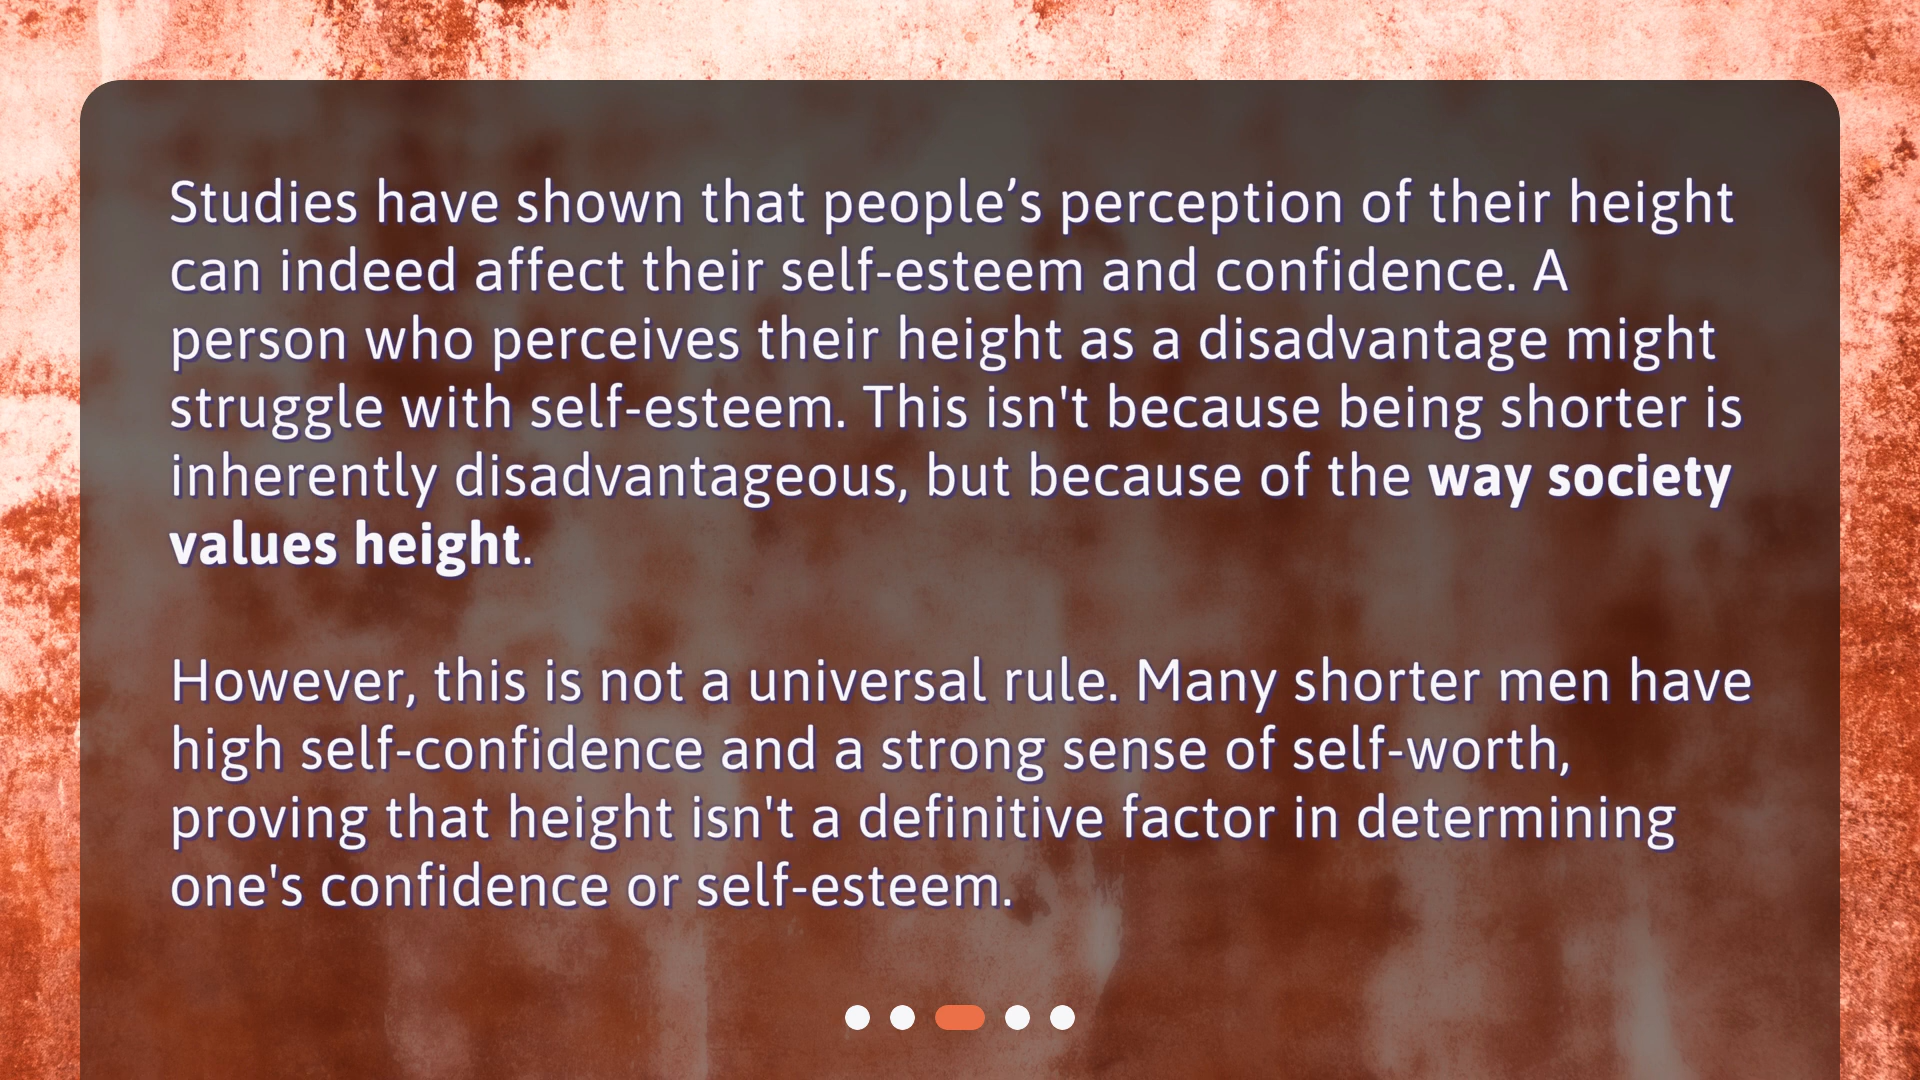 Studies have shown that people’s perception of their height
can indeed affect their self-esteem and confidence. A
person who perceives their height as a disadvantage might
struggle with self-esteem. This isn't because being shorter is
inherently disadvantageous, but because of the way society
values height.
However, this is not a universal rule. Many shorter men have
high self-confidence and a strong sense of self-worth,
proving that height isn't a definitive factor in determining
one's confidence or self-esteem.